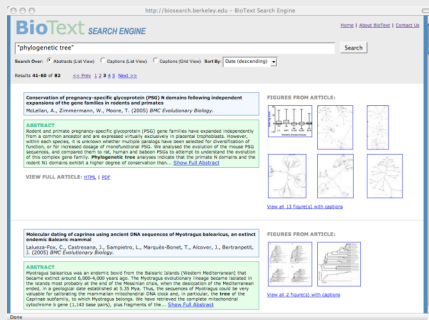 http://biosearch.berkeley.edu – BioText Search Engine
BioText SEARCH ENGINE
Home | About BioText | Contact Us
"phylogenetic tree"
Search
Search Over: Abstracts (List View) Captions (List View) Captions (Grid View) Sort By: Date (descending)
Results 41-60 of 82 << Prev 1 2 3 4 5 Next >>
Conservation of pregnancy-specific glycoprotein (PSG) N domains following independent
expansions of the gene families in rodents and primates
McLellan, A., Zimmermann, W., Moore, T. (2005) BMC Evolutionary Biology.
ABSTRACT
Rodent and primate pregnancy-specific glycoprotein (PSG) gene families have expanded independently
from a common ancestor and are expressed virtually exclusively in placental trophoblasts. However,
within each species, it is unknown whether multiple paralogs have been selected for diversification of
function, or for increased dosage of monofunctional PSG. We analysed the evolution of the mouse PSG
sequences, and compared them to rat, human and baboon PSGs to attempt to understand the evolution
of this complex gene family. Phylogenetic tree analyses indicate that the primate N domains and the
rodent N1 domains exhibit a higher degree of conservation than... Show Full Abstract
VIEW FULL ARTICLE: HTML | PDF
FIGURES FROM ARTICLE:
View all 13 figure(s) with captions
Molecular dating of caprines using ancient DNA sequences of Myotragus balearicus, an extinct
endemic Balearic mammal
Lalueza-Fox, C., Castresana, J., Sampietro, L., Marquès-Bonet, T., Alcover, J., Bertranpetit,
J. (2005) BMC Evolutionary Biology.
ABSTRACT
Myotragus balearicus was an endemic bovid from the Balearic Islands (Western Mediterranean) that
became extinct around 6,000-4,000 years ago. The Myotragus evolutionary lineage became isolated in
the islands most probably at the end of the Messinian crisis, when the desiccation of the Mediterranean
ended, in a geological date established at 5.35 Mya. Thus, the sequences of Myotragus could be very
valuable for calibrating the mammalian mitochondrial DNA clock and, in particular, the tree of the
Caprinae subfamily, to which Myotragus belongs. We have retrieved the complete mitochondrial
cytochrome b gene (1,143 base pairs), plus fragments of the... Show Full Abstract
FIGURES FROM ARTICLE:
View all 2 figure(s) with captions
Done